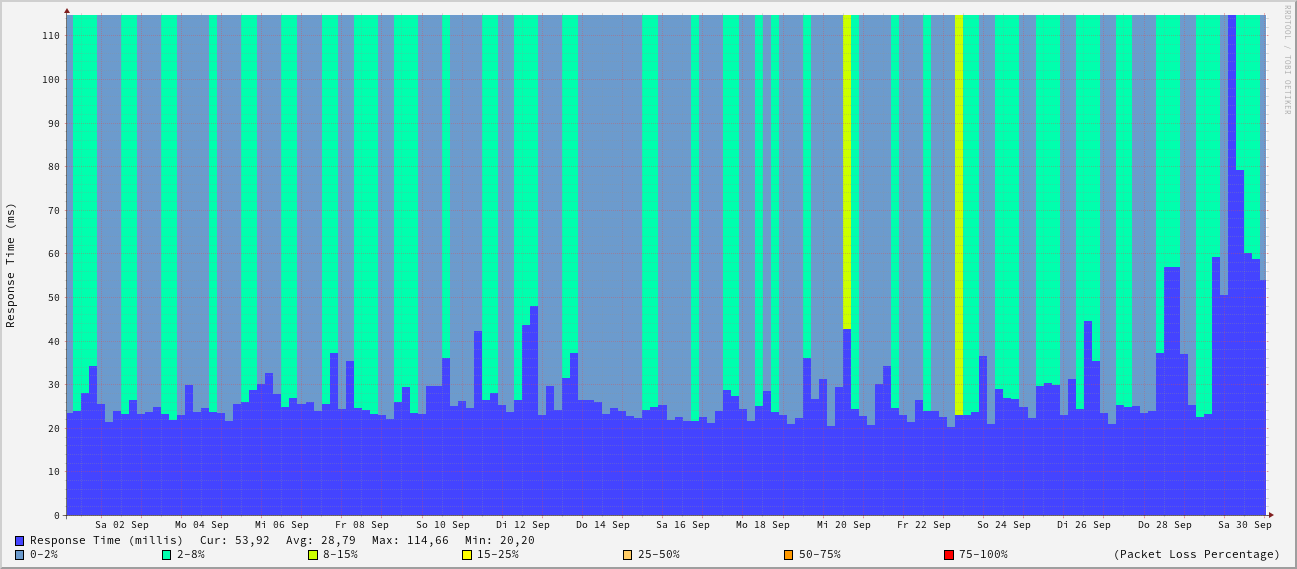 RRDTOOL / TOBI OETIKER
Response Time (ms)
110
100
90
80
70
60
50
40
30
20
10
0
Sa 02 Sep Mo 04 Sep Mi 06 Sep Fr 08 Sep So 10 Sep Di 12 Sep Do 14 Sep Sa 16 Sep Mo 18 Sep Mi 20 Sep Fr 22 Sep So 24 Sep Di 26 Sep Do 28 Sep Sa 30 Sep
Response Time (millis) Cur: 53,92 Avg: 28,79 Max: 114,66 Min: 20,20
0-2% 2-8% 8-15% 15-25% 25-50% 50-75% 75-100% (Packet Loss Percentage)